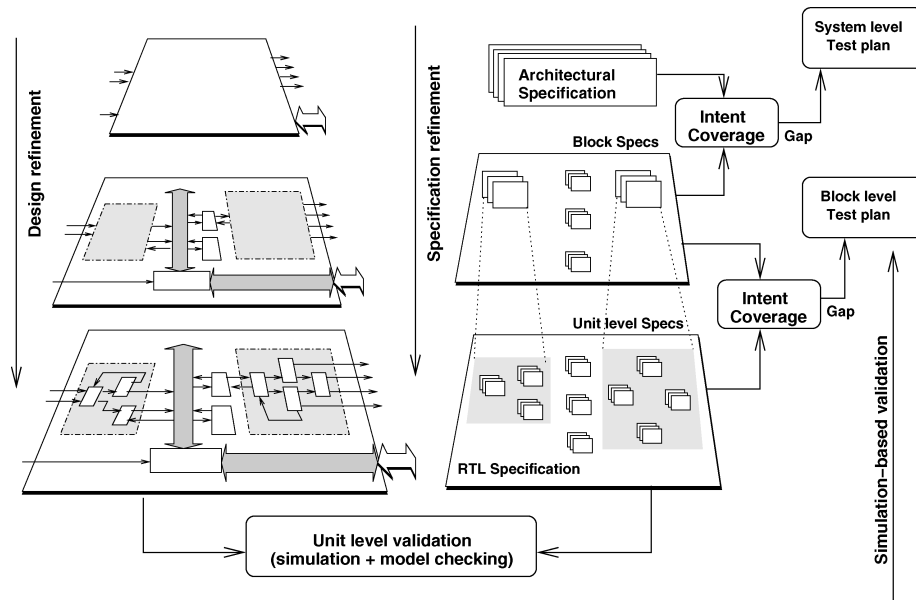 System level
Test plan
Architectural
Specification
Intent
Coverage
Gap
Block Specs
Design refinement
Specification refinement
Block level
Test plan
Intent
Coverage
Gap
Unit level Specs
RTL Specification
Simulation-based validation
Unit level validation
(simulation + model checking)